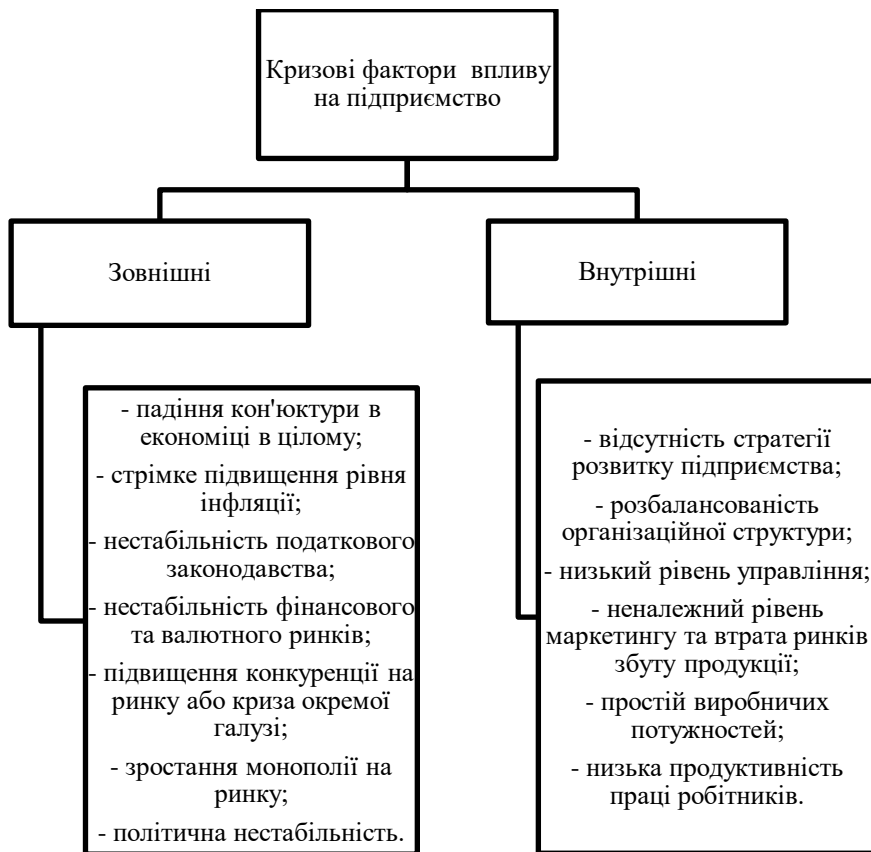 Кризові фактори впливу
на підприємство
Зовнішні
Внутрішні
- падіння кон'юктури в
економіці в цілому;
- стрімке підвищення рівня
інфляції;
- нестабільність податкового
законодавства;
- нестабільність фінансового
та валютного ринків;
- підвищення конкуренції на
ринку або криза окремої
галузі;
- зростання монополії на
ринку;
- політична нестабільність.
- відсутність стратегії
розвитку підприємства;
- розбалансованість
організаційної структури;
- низький рівень управління;
- неналежний рівень
маркетингу та втрата ринків
збуту продукції;
- простій виробничих
потужностей;
- низька продуктивність
праці робітників.